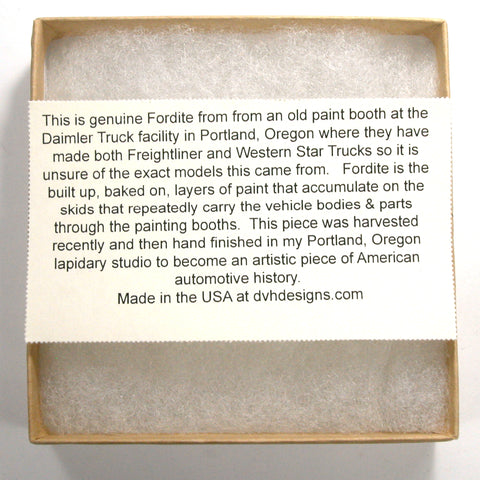 This is genuine Fordite from from an old paint booth at the
Daimler Truck facility in Portland, Oregon where they have
made both Freightliner and Western Star Trucks so it is
unsure of the exact models this came from.   Fordite is the
built up, baked on, layers of paint that accumulate on the
skids that repeatedly carry the vehicle bodies & parts
through the painting booths.  This piece was harvested
recently and then hand finished in my Portland, Oregon
lapidary studio to become an artistic piece of American
automotive history.
Made in the USA at dvhdesigns.com